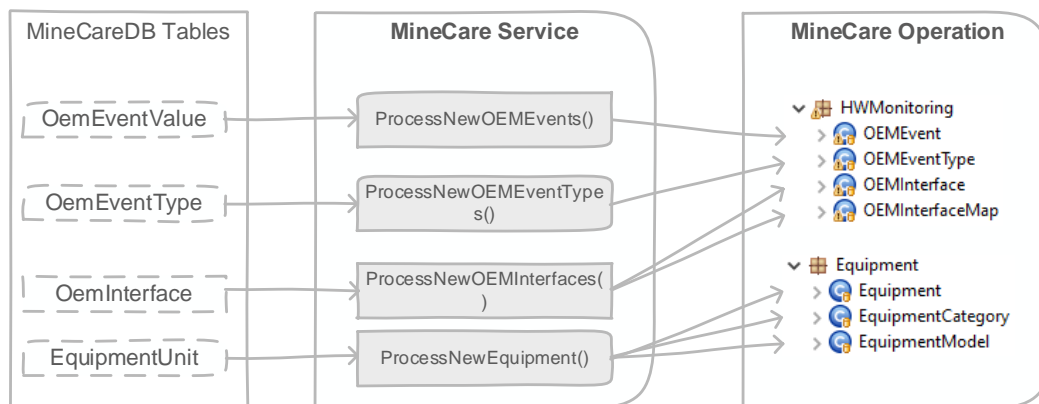 MineCareDB Tables
OemEventValue
OemEventType
OemInterface
EquipmentUnit
MineCare Service
ProcessNewOEMEvents()
ProcessNewOEMEventType
s()
ProcessNewOEMInterfaces(
)
ProcessNewEquipment()
MineCare Operation
HWMonitoring
OEMEvent
OEMEventType
OEMInterface
OEMInterfaceMap
Equipment
Equipment
EquipmentCategory
EquipmentModel